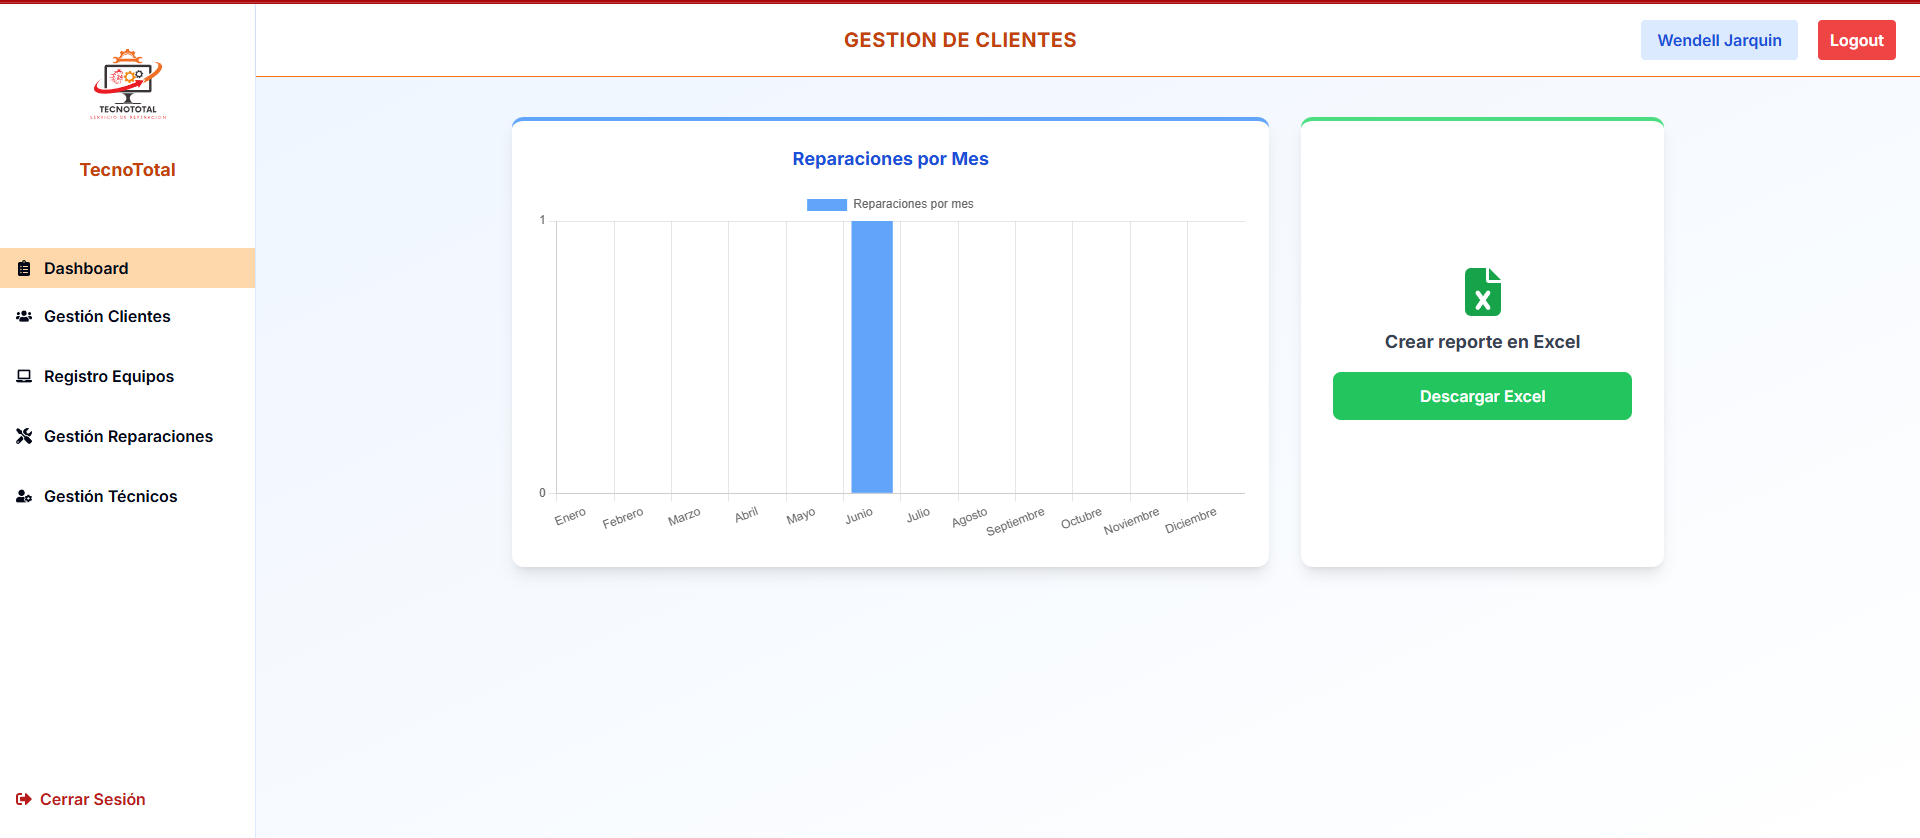 GESTION DE CLIENTES
Wendell Jarquin
Logout
TECNOTOTAL
SERVICIO DE REPARACION
TecnoTotal
Dashboard
Gestión Clientes
Registro Equipos
Gestión Reparaciones
Gestión Técnicos
Cerrar Sesión
Reparaciones por Mes
Reparaciones por mes
1
0
Enero
Febrero
Marzo
Abril
Mayo
Junio
Julio
Agosto
Septiembre
Octubre
Noviembre
Diciembre
Crear reporte en Excel
Descargar Excel